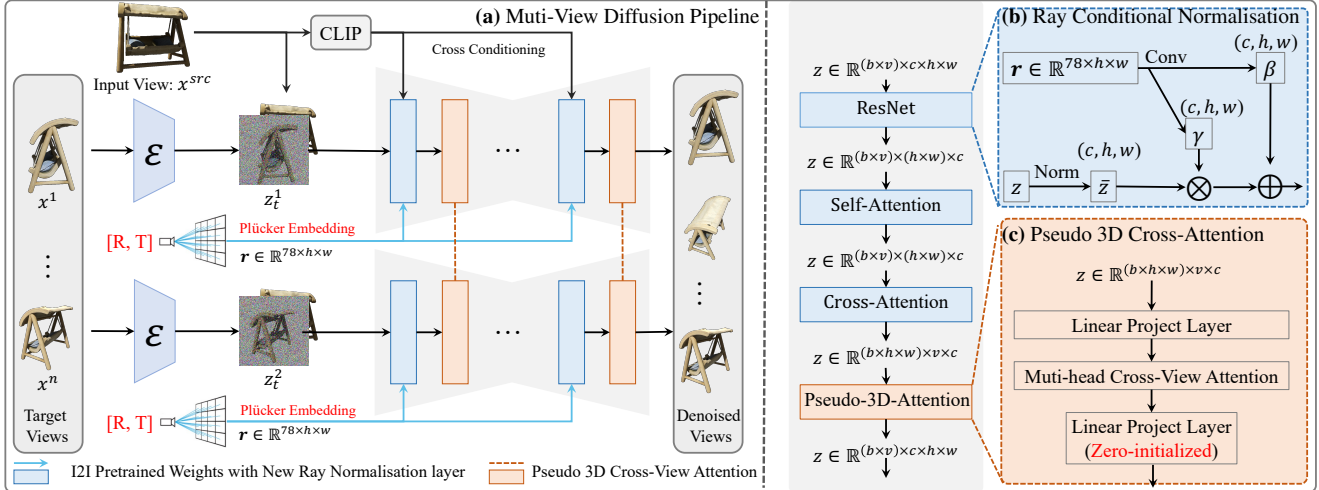 (a) Muti-View Diffusion Pipeline
CLIP
Cross Conditioning
Input View: x^{src}
ℰ
x^1
z_t^1
[R, T]
Plücker Embedding
r ∈ ℝ^{78×h×w}
⋮
...
...
⋮
ℰ
x^n
z_t^2
[R, T]
Plücker Embedding
r ∈ ℝ^{78×h×w}
Target
Views
Denoised
Views
I2I Pretrained Weights with New Ray Normalisation layer
Pseudo 3D Cross-View Attention
z ∈ ℝ^{(b×v)×c×h×w}
ResNet
z ∈ ℝ^{(b×v)×(h×w)×c}
Self-Attention
z ∈ ℝ^{(b×v)×(h×w)×c}
Cross-Attention
z ∈ ℝ^{(b×h×w)×v×c}
Pseudo-3D-Attention
z ∈ ℝ^{(b×v)×c×h×w}
(b) Ray Conditional Normalisation
(c, h, w)
r ∈ ℝ^{78×h×w}
Conv
β
(c, h, w)
γ
(c, h, w)
z
Norm
z̄
⊗
⊕
(c) Pseudo 3D Cross-Attention
z ∈ ℝ^{(b×h×w)×v×c}
Linear Project Layer
Muti-head Cross-View Attention
Linear Project Layer
(Zero-initialized)